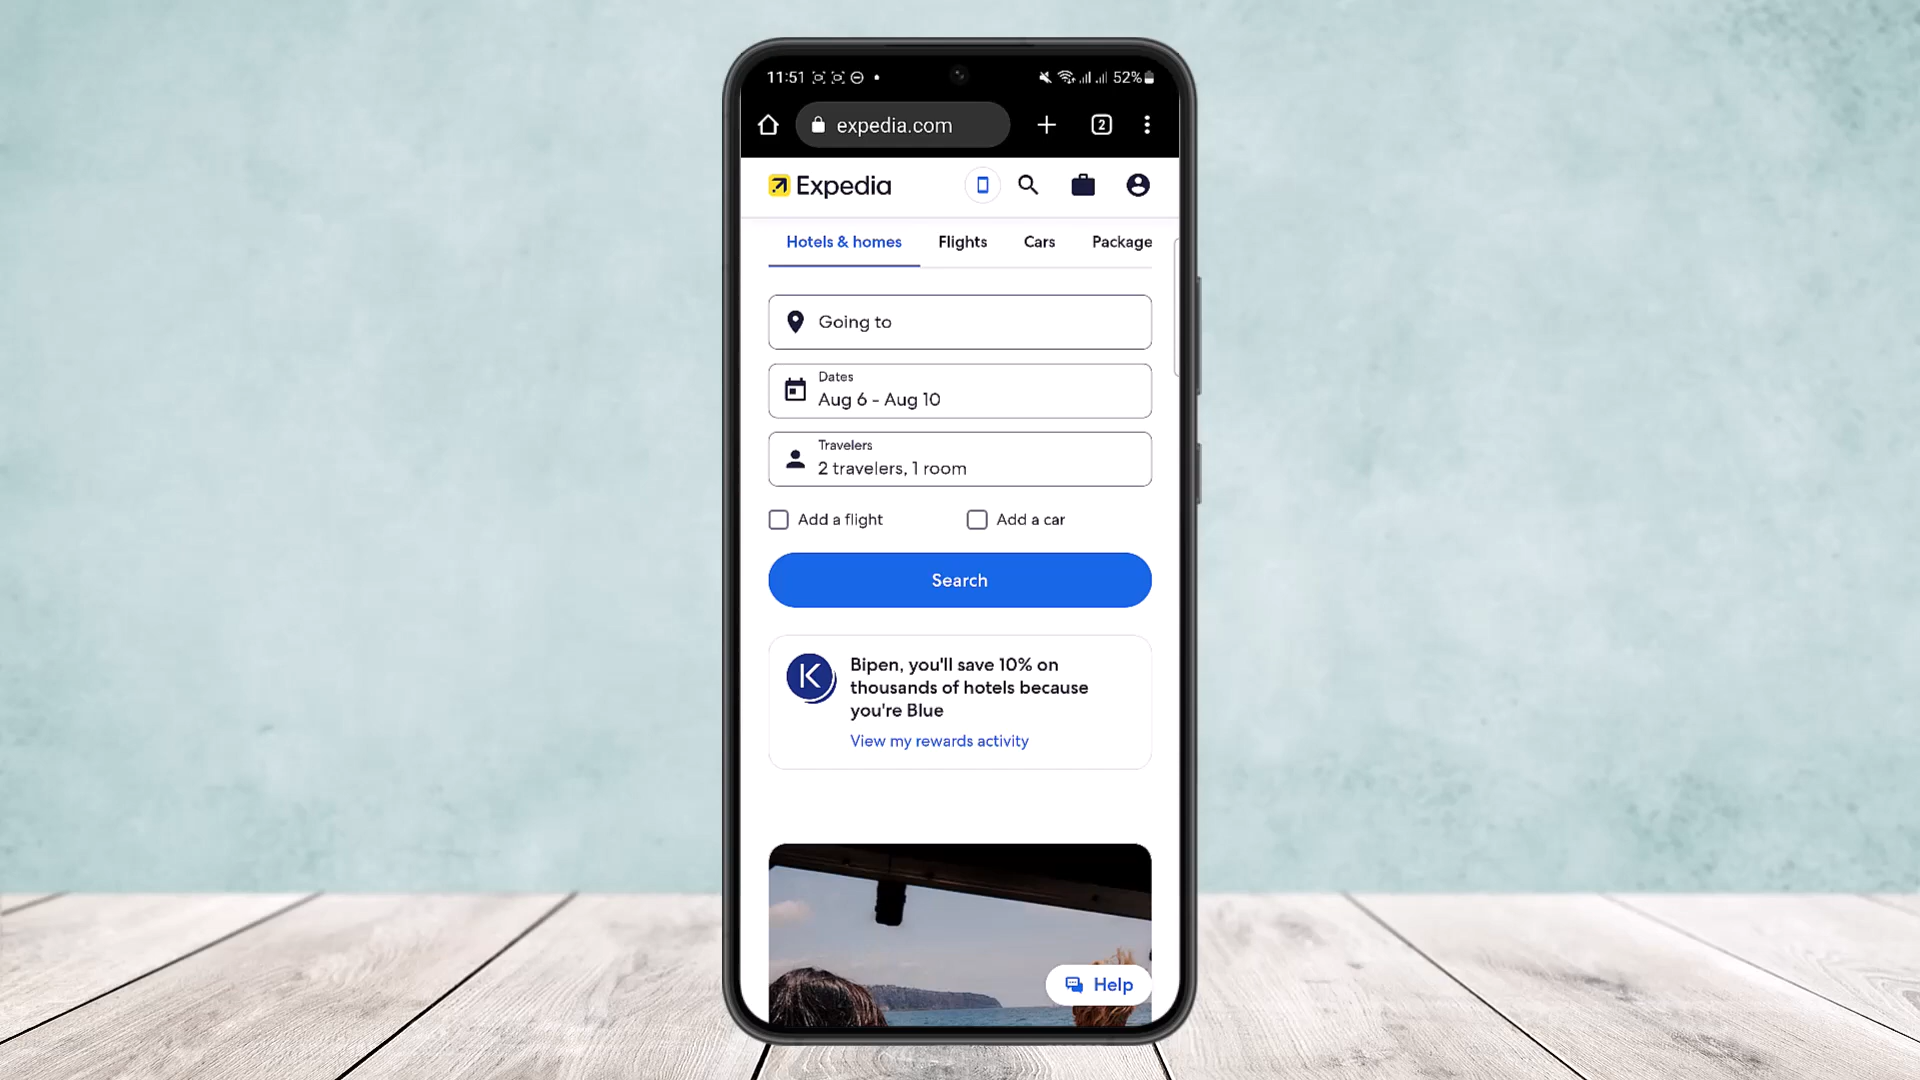 11:51 52%
expedia.com 2
Expedia
Hotels & homes Flights Cars Package
Going to
Dates
Aug 6 - Aug 10
Travelers
2 travelers, 1 room
Add a flight Add a car
Search
K
Bipen, you'll save 10% on
thousands of hotels because
you're Blue
View my rewards activity
Help